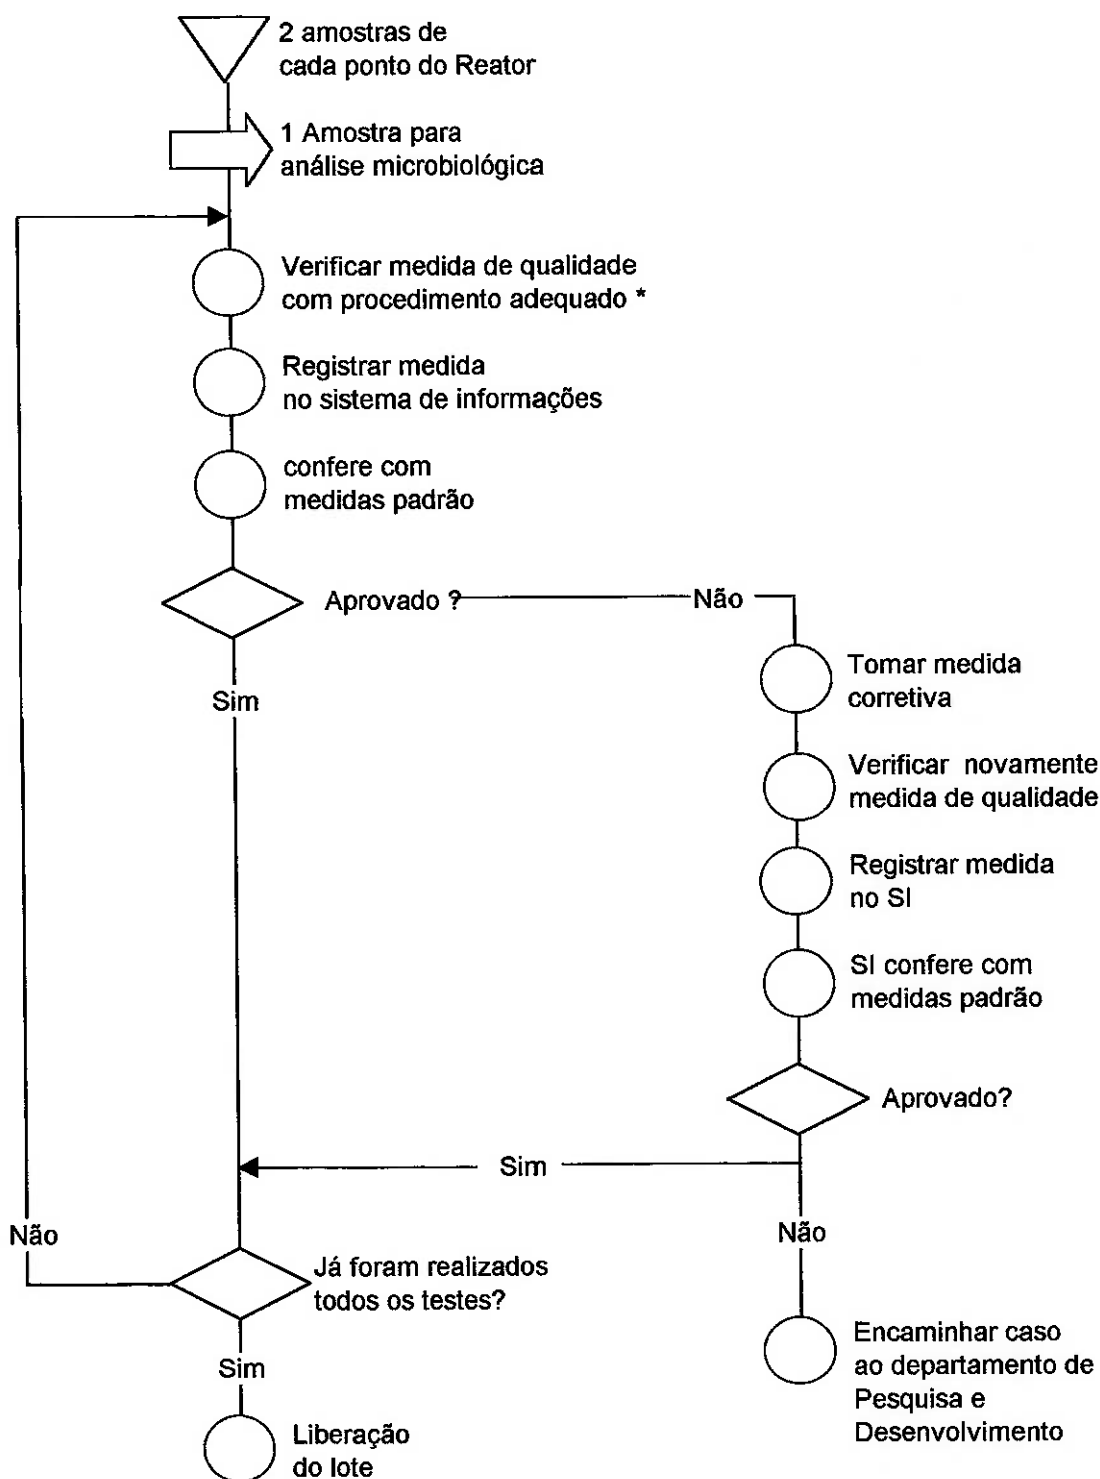 2 amostras de
cada ponto do Reator
1 Amostra para
análise microbiológica
Verificar medida de qualidade
com procedimento adequado *
Registrar medida
no sistema de informações
confere com
medidas padrão
Aprovado ?
Não
Sim
Tomar medida
corretiva
Verificar novamente
medida de qualidade
Registrar medida
no SI
SI confere com
medidas padrão
Aprovado?
Sim
Não
Não
Já foram realizados
todos os testes?
Sim
Encaminhar caso
ao departamento de
Pesquisa e
Desenvolvimento
Liberação
do lote